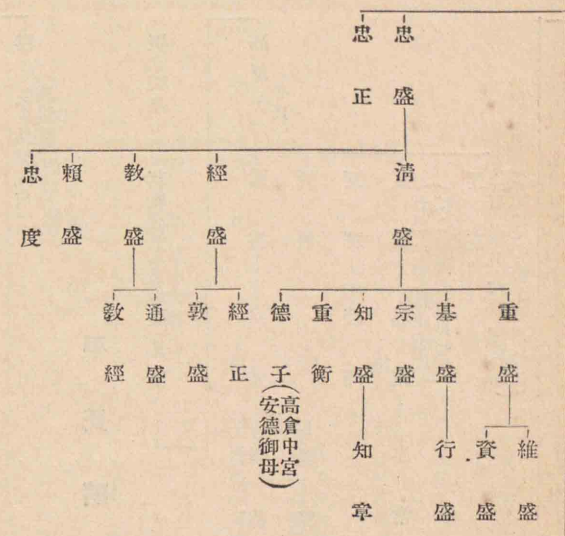 忠盛
忠正
清盛
經盛
敎盛
賴盛
忠度
重盛
基盛
宗盛
知盛
重衡
德子(高倉中宮
安德御母)
經正
敦盛
通盛
敎經
維盛
資盛
行盛
知章